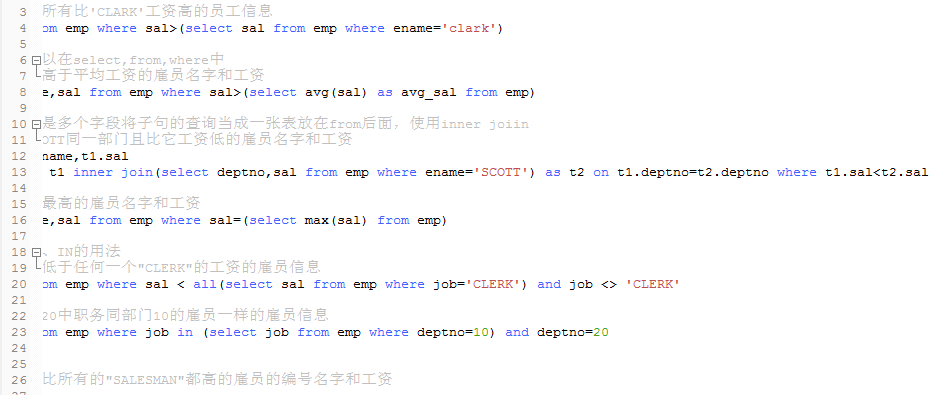 3 所有比'CLARK'工资高的员工信息
4 om emp where sal>(select sal from emp where ename='clark')
5
6 以在select,from,where中
7 高于平均工资的雇员名字和工资
8 e,sal from emp where sal>(select avg(sal) as avg_sal from emp)
9
10 是多个字段将子句的查询当成一张表放在from后面，使用inner joiin
11 OTT同一部门且比它工资低的雇员名字和工资
12 name,t1.sal
13 t1 inner join(select deptno,sal from emp where ename='SCOTT') as t2 on t1.deptno=t2.deptno where t1.sal<t2.sal
14
15 最高的雇员名字和工资
16 e,sal from emp where sal=(select max(sal) from emp)
17
18 、IN的用法
19 低于任何一个"CLERK"的工资的雇员信息
20 om emp where sal < all(select sal from emp where job='CLERK') and job <> 'CLERK'
21
22 20中职务同部门10的雇员一样的雇员信息
23 om emp where job in (select job from emp where deptno=10) and deptno=20
24
25
26 比所有的"SALESMAN"都高的雇员的编号名字和工资